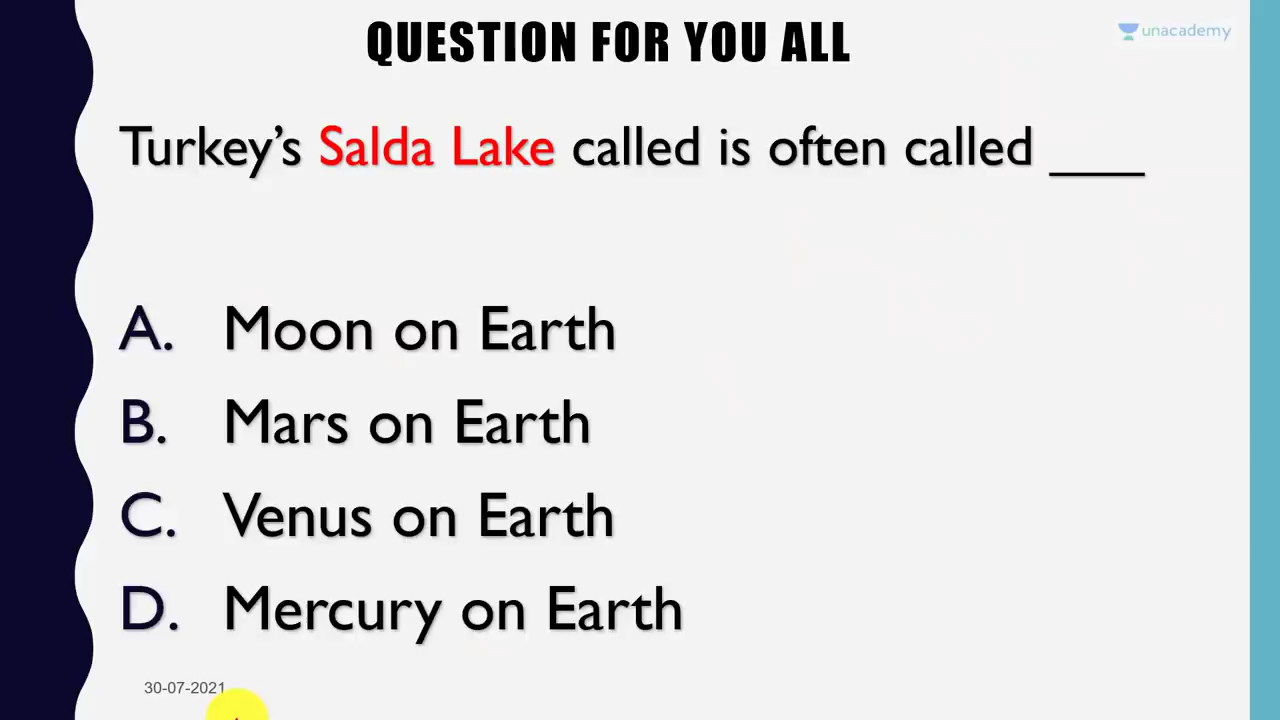 QUESTION FOR YOU ALL
unacademy
Turkey’s Salda Lake called is often called ___
A. Moon on Earth
B. Mars on Earth
C. Venus on Earth
D. Mercury on Earth
30-07-2021